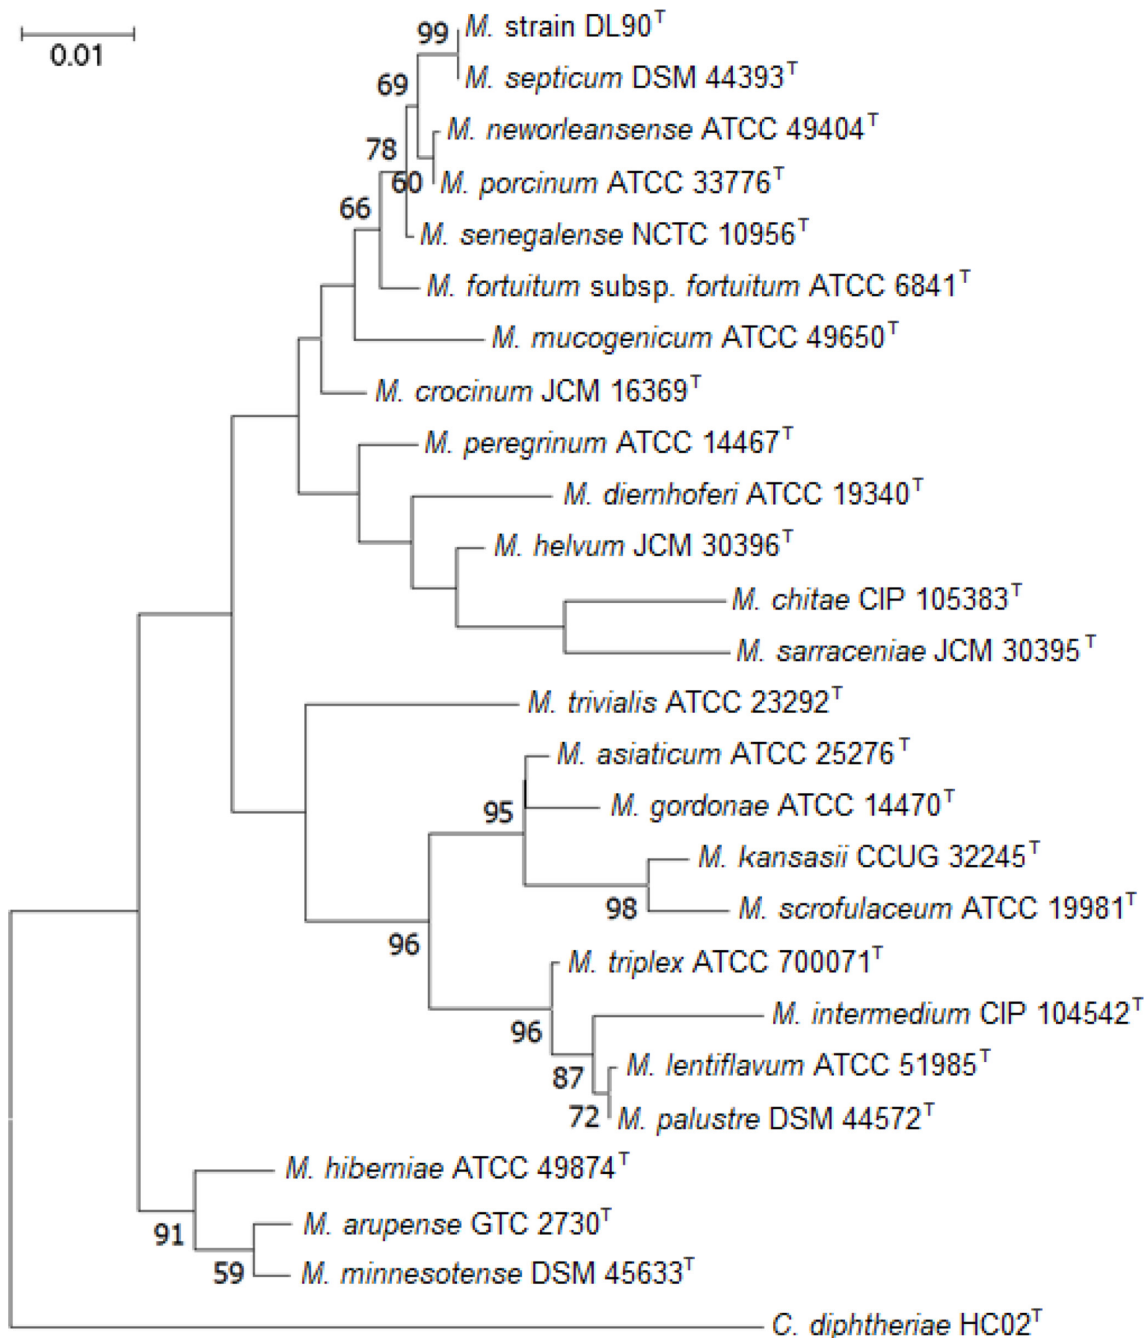 0.01
99
M. strain DL90T
M. septicum DSM 44393T
69
M. neworleansense ATCC 49404T
78
60
M. porcinum ATCC 33776T
66
M. senegalense NCTC 10956T
M. fortuitum subsp. fortuitum ATCC 6841T
M. mucogenicum ATCC 49650T
M. crocinum JCM 16369T
M. peregrinum ATCC 14467T
M. diernhoferi ATCC 19340T
M. helvum JCM 30396T
M. chitae CIP 105383T
M. sarraceniae JCM 30395T
M. trivialis ATCC 23292T
M. asiaticum ATCC 25276T
95
M. gordonae ATCC 14470T
M. kansasii CCUG 32245T
98
M. scrofulaceum ATCC 19981T
96
M. triplex ATCC 700071T
M. intermedium CIP 104542T
96
M. lentiflavum ATCC 51985T
87
72
M. palustre DSM 44572T
M. hiberniae ATCC 49874T
91
M. arupense GTC 2730T
59
M. minnesotense DSM 45633T
C. diphtheriae HC02T